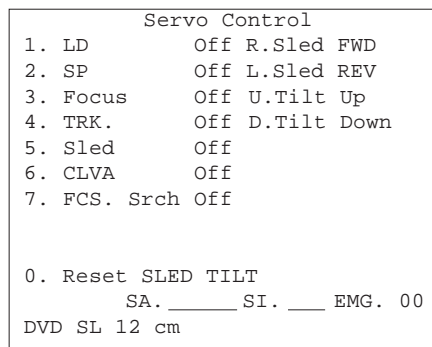 Servo Control
1. LD Off R.Sled FWD
2. SP Off L.Sled REV
3. Focus Off U.Tilt Up
4. TRK. Off D.Tilt Down
5. Sled Off
6. CLVA Off
7. FCS. Srch Off
0. Reset SLED TILT
SA. ______ SI. ___ EMG. 00
DVD SL 12 cm